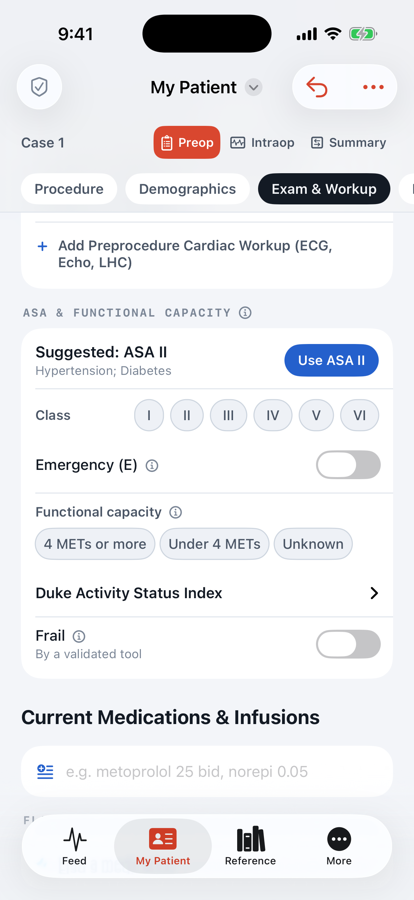 9:41
My Patient
Case 1
Preop
Intraop
Summary
Procedure
Demographics
Exam & Workup
+ Add Preprocedure Cardiac Workup (ECG,
Echo, LHC)
ASA & FUNCTIONAL CAPACITY
Suggested: ASA II
Hypertension; Diabetes
Use ASA II
Class
I
II
III
IV
V
VI
Emergency (E)
Functional capacity
4 METs or more
Under 4 METs
Unknown
Duke Activity Status Index
Frail
By a validated tool
Current Medications & Infusions
e.g. metoprolol 25 bid, norepi 0.05
Feed
My Patient
Reference
More